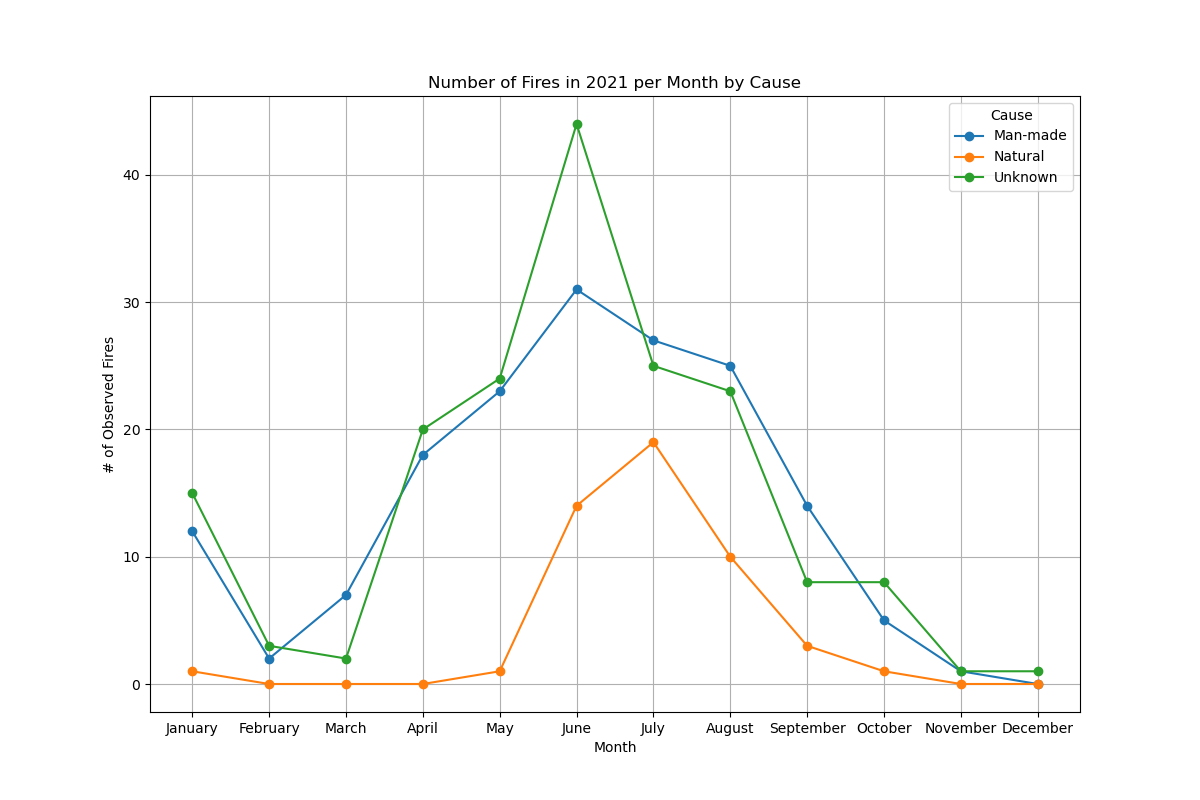 Number of Fires in 2021 per Month by Cause
Cause
Man-made
Natural
Unknown
# of Observed Fires
40
30
20
10
0
January February March April May June July August September October November December
Month